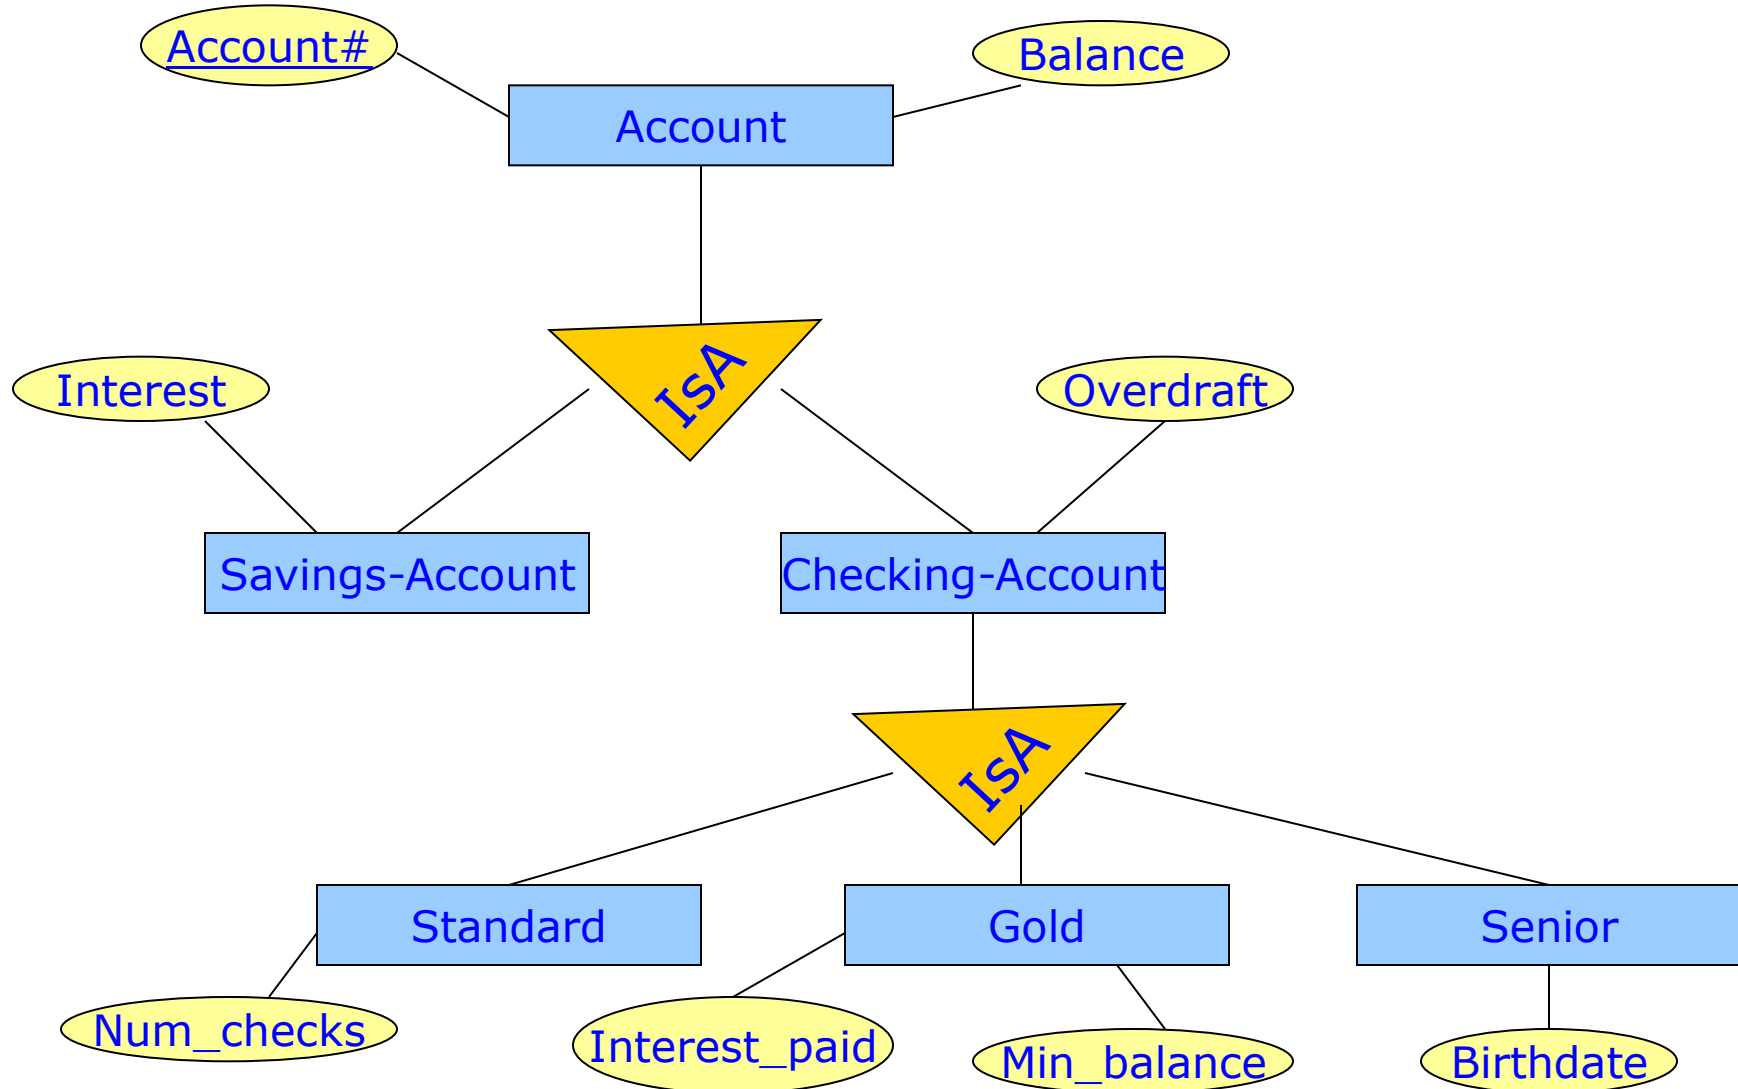 Account#
Balance
Account
IsA
Interest
Overdraft
Savings-Account
Checking-Account
IsA
Standard
Gold
Senior
Num_checks
Interest_paid
Min_balance
Birthdate